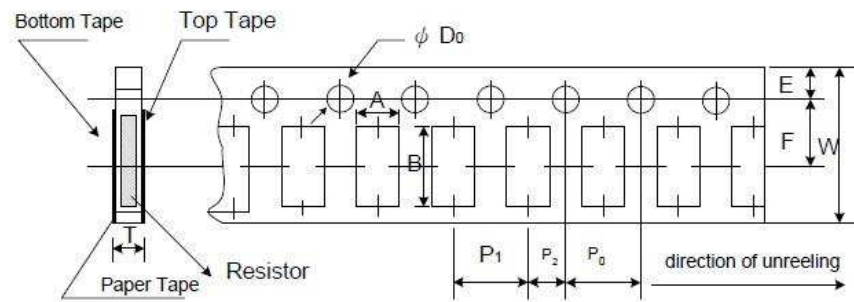 Bottom Tape
Top Tape
ψ D₀
A
E
B
F
W
T
P₁
P₂
P₀
direction of unreeling
Resistor
Paper Tape